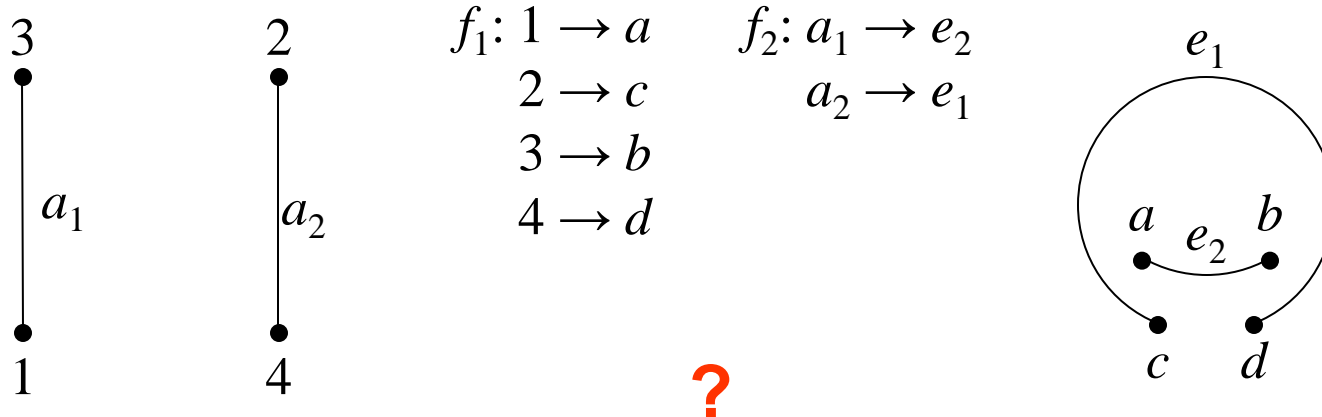 3 2
a₁ a₂
1 4
f₁: 1 → a
2 → c
3 → b
4 → d
f₂: a₁ → e₂
a₂ → e₁
e₁
a e₂ b
c d
?